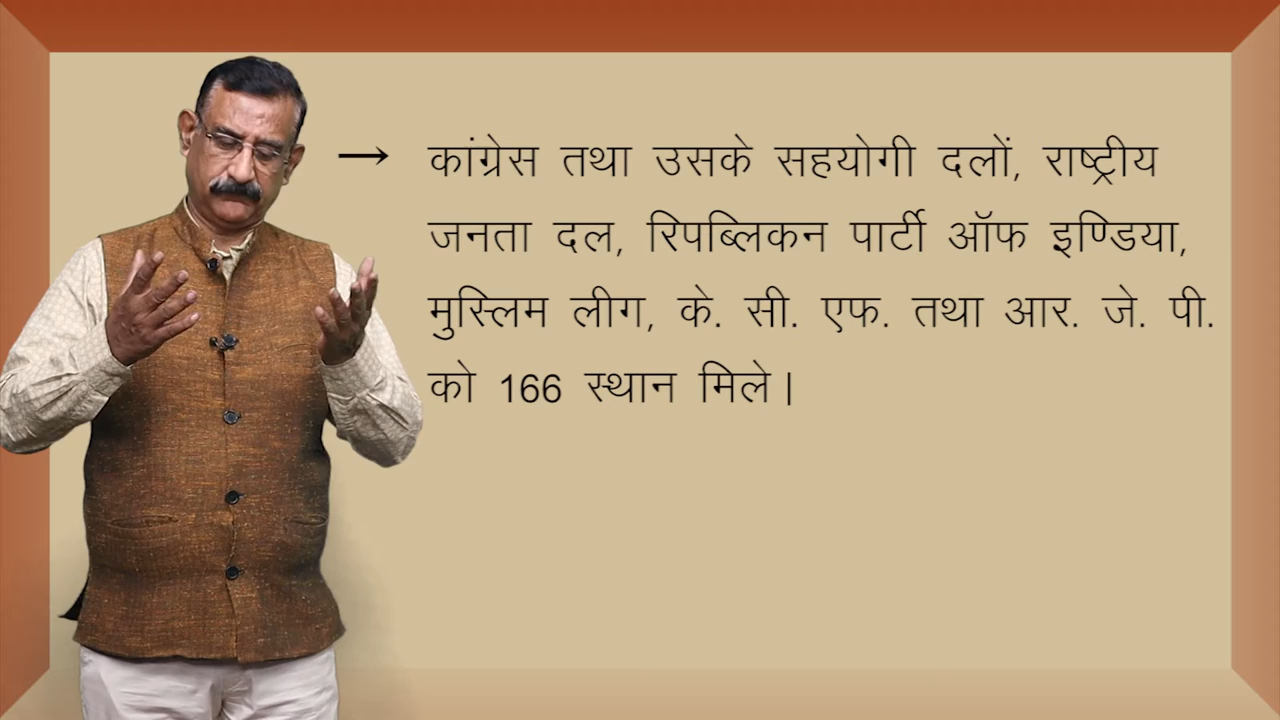 → कांग्रेस तथा उसके सहयोगी दलों, राष्ट्रीय
जनता दल, रिपब्लिकन पार्टी ऑफ इण्डिया,
मुस्लिम लीग, के. सी. एफ. तथा आर. जे. पी.
को 166 स्थान मिले।